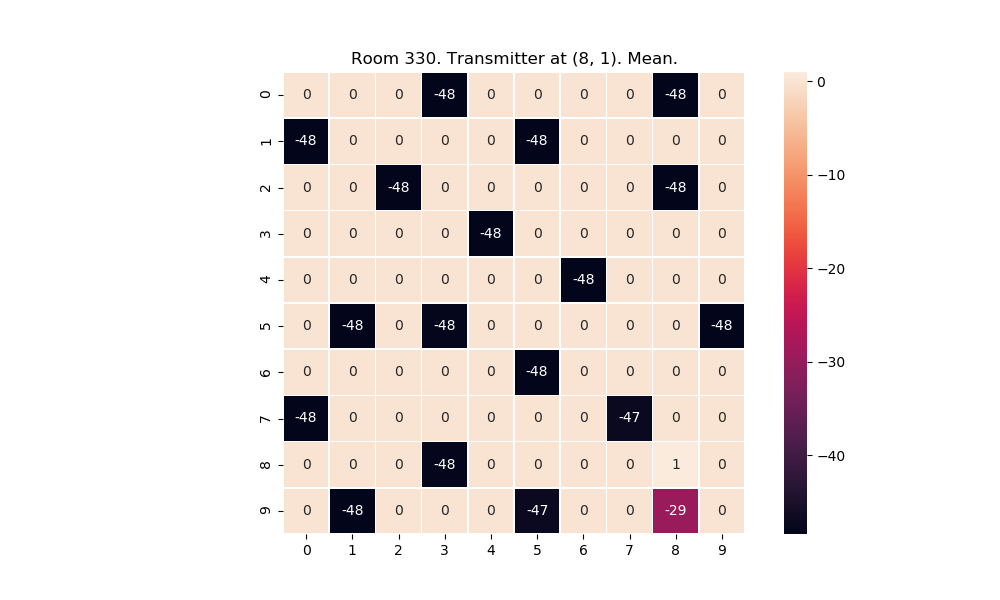 Room 330. Transmitter at (8, 1). Mean.
0 0 0 0 -48 0 0 0 0 -48 0 0
1 -48 0 0 0 0 -48 0 0 0 0
2 0 0 -48 0 0 0 0 0 -48 0 -10
3 0 0 0 0 -48 0 0 0 0 0
4 0 0 0 0 0 0 -48 0 0 0 -20
5 0 -48 0 -48 0 0 0 0 0 -48
6 0 0 0 0 0 -48 0 0 0 0 -30
7 -48 0 0 0 0 0 0 -47 0 0
8 0 0 0 -48 0 0 0 0 1 0 -40
9 0 -48 0 0 0 -47 0 0 -29 0
0 1 2 3 4 5 6 7 8 9